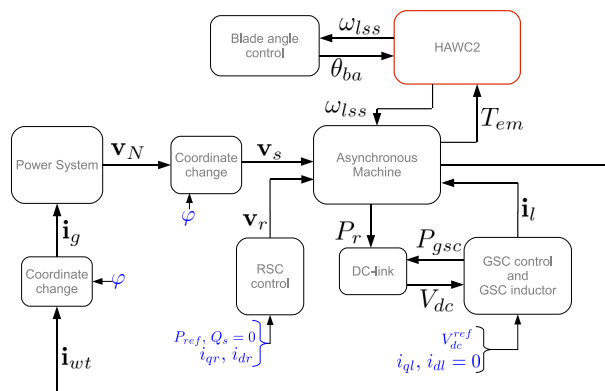 ω_lss
Blade angle
control
HAWC2
θ_ba
ω_lss
T_em
v_N
v_s
Power System
Coordinate
change
Asynchronous
Machine
φ
v_r
i_l
i_g
P_r
P_gsc
Coordinate
change
φ
RSC
control
DC-link
GSC control
and
GSC inductor
V_dc
P_ref, Q_s = 0
i_qr, i_dr
V_dc^ref
i_ql, i_dl = 0
i_wt